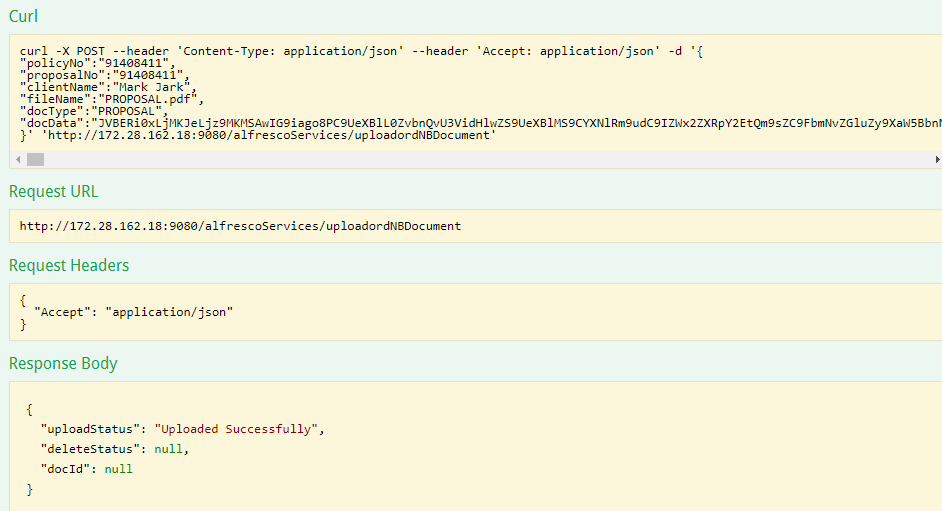 Curl
curl -X POST --header 'Content-Type: application/json' --header 'Accept: application/json' -d '{
"policyNo":"91408411",
"proposalNo":"91408411",
"clientName":"Mark Jark",
"fileName":"PROPOSAL.pdf",
"docType":"PROPOSAL",
"docData":"JVBERi0xLjMKJeLjz9MKMSAwIG9iago8PC9UeXBlL0ZvbnQvU3VidHlwZS9UeXBlMS9CYXNlRm9udC9IZWx2ZXRpY2EtQm9sZC9FbmNvZGluZy9XaW5BbnN
}' 'http://172.28.162.18:9080/alfrescoServices/uploadordNBDocument'
Request URL
http://172.28.162.18:9080/alfrescoServices/uploadordNBDocument
Request Headers
{
"Accept": "application/json"
}
Response Body
{
"uploadStatus": "Uploaded Successfully",
"deleteStatus": null,
"docId": null
}